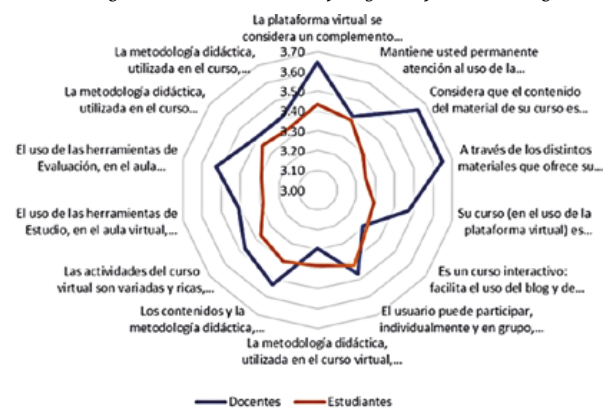 La plataforma virtual se
considera un complemento...
Mantiene usted permanente
atención al uso de la...
Considera que el contenido
del material de su curso es...
A través de los distintos
materiales que ofrece su...
Su curso (en el uso de la
plataforma virtual) es...
Es un curso interactivo:
facilita el uso del blog y de...
El usuario puede participar,
individualmente y en grupo,...
La metodología didáctica,
utilizada en el curso virtual,...
Los contenidos y la
metodología didáctica,...
Las actividades del curso
virtual son variadas y ricas,...
El uso de las herramientas de
Estudio, en el aula virtual,...
El uso de las herramientas de
Evaluación, en el aula...
La metodología didáctica,
utilizada en el curso...
La metodología didáctica,
utilizada en el curso,...
3.70
3.60
3.50
3.40
3.30
3.20
3.10
3.00
Docentes
Estudiantes